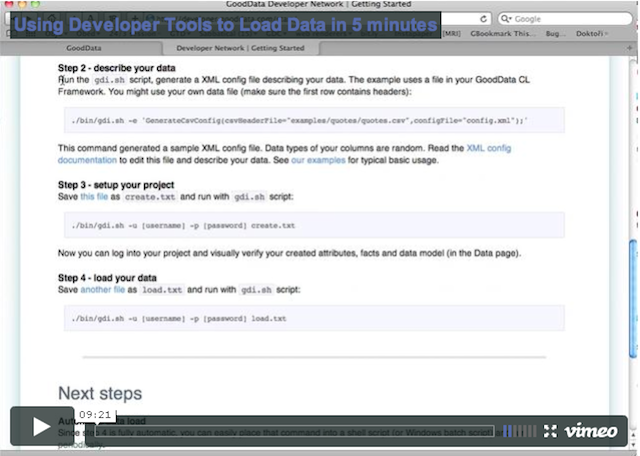 GoodData Developer Network | Getting Started
Using Developer Tools to Load Data in 5 minutes
Google
[MRI] CBookmark This... Bug... Doktoři
GoodData Developer Network | Getting Started
Step 2 - describe your data
Run the gdi.sh script, generate a XML config file describing your data. The example uses a file in your GoodData CL
Framework. You might use your own data file (make sure the first row contains headers):
./bin/gdi.sh -e 'GenerateCsvConfig(csvHeaderFile="examples/quotes/quotes.csv",configFile="config.xml");'
This command generated a sample XML config file. Data types of your columns are random. Read the XML config
documentation to edit this file and describe your data. See our examples for typical basic usage.
Step 3 - setup your project
Save this file as create.txt and run with gdi.sh script:
./bin/gdi.sh -u [username] -p [password] create.txt
Now you can log into your project and visually verify your created attributes, facts and data model (in the Data page).
Step 4 - load your data
Save another file as load.txt and run with gdi.sh script:
./bin/gdi.sh -u [username] -p [password] load.txt
Next steps
09:21
load
Since step 4 is fully automatic, you can easily place that command into a shell script (or Windows batch script) and
periodically.
vimeo